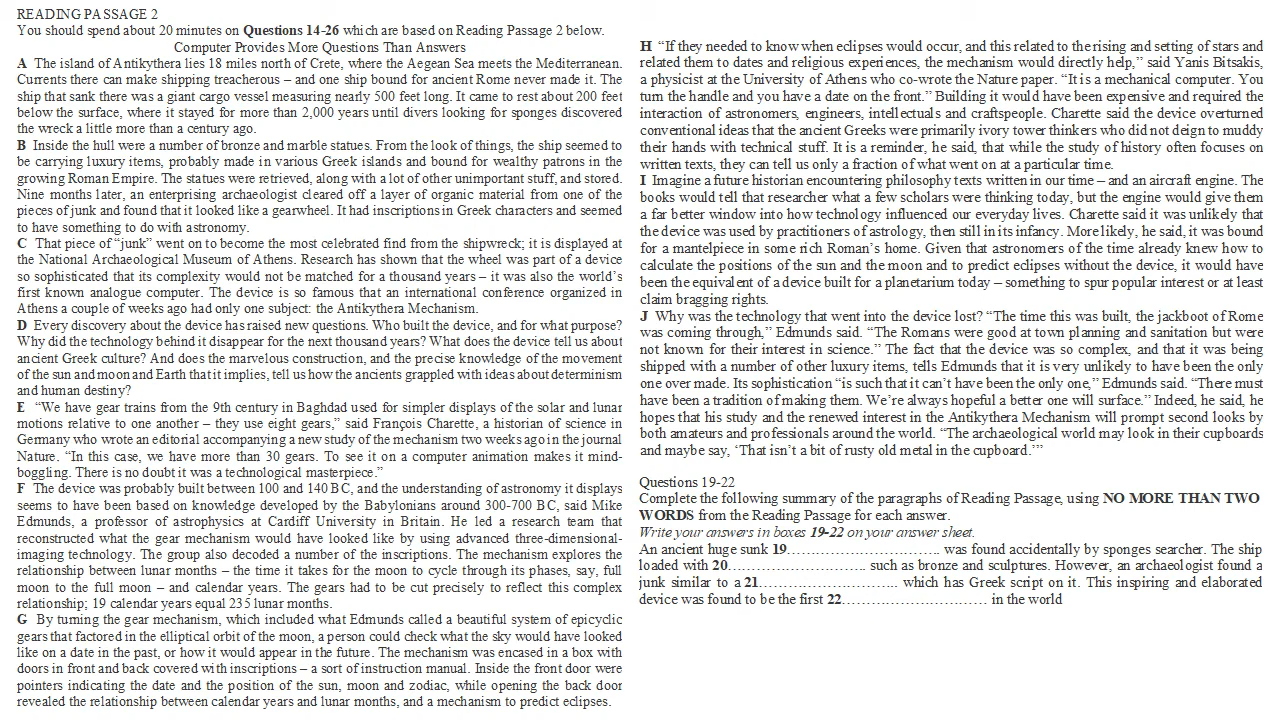 READING PASSAGE 2
You should spend about 20 minutes on Questions 14-26 which are based on Reading Passage 2 below.
Computer Provides More Questions Than Answers
A The island of Antikythera lies 18 miles north of Crete, where the Aegean Sea meets the Mediterranean.
Currents there can make shipping treacherous – and one ship bound for ancient Rome never made it. The
ship that sank there was a giant cargo vessel measuring nearly 500 feet long. It came to rest about 200 feet
below the surface, where it stayed for more than 2,000 years until divers looking for sponges discovered
the wreck a little more than a century ago.
B Inside the hull were a number of bronze and marble statues. From the look of things, the ship seemed to
be carrying luxury items, probably made in various Greek islands and bound for wealthy patrons in the
growing Roman Empire. The statues were retrieved, along with a lot of other unimportant stuff, and stored.
Nine months later, an enterprising archaeologist cleared off a layer of organic material from one of the
pieces of junk and found that it looked like a gearwheel. It had inscriptions in Greek characters and seemed
to have something to do with astronomy.
C That piece of “junk” went on to become the most celebrated find from the shipwreck; it is displayed at
the National Archaeological Museum of Athens. Research has shown that the wheel was part of a device
so sophisticated that its complexity would not be matched for a thousand years – it was also the world’s
first known analogue computer. The device is so famous that an international conference organized in
Athens a couple of weeks ago had only one subject: the Antikythera Mechanism.
D Every discovery about the device has raised new questions. Who built the device, and for what purpose?
Why did the technology behind it disappear for the next thousand years? What does the device tell us about
ancient Greek culture? And does the marvelous construction, and the precise knowledge of the movement
of the sun and moon and Earth that it implies, tell us how the ancients grappled with ideas about determinism
and human destiny?
E “We have gear trains from the 9th century in Baghdad used for simpler displays of the solar and lunar
motions relative to one another – they use eight gears,” said François Charette, a historian of science in
Germany who wrote an editorial accompanying a new study of the mechanism two weeks ago in the journal
Nature. “In this case, we have more than 30 gears. To see it on a computer animation makes it mind-
boggling. There is no doubt it was a technological masterpiece.”
F The device was probably built between 100 and 140 BC, and the understanding of astronomy it displays
seems to have been based on knowledge developed by the Babylonians around 300-700 BC, said Mike
Edmunds, a professor of astrophysics at Cardiff University in Britain. He led a research team that
reconstructed what the gear mechanism would have looked like by using advanced three-dimensional-
imaging technology. The group also decoded a number of the inscriptions. The mechanism explores the
relationship between lunar months – the time it takes for the moon to cycle through its phases, say, full
moon to the full moon – and calendar years. The gears had to be cut precisely to reflect this complex
relationship; 19 calendar years equal 235 lunar months.
G By turning the gear mechanism, which included what Edmunds called a beautiful system of epicyclic
gears that factored in the elliptical orbit of the moon, a person could check what the sky would have looked
like on a date in the past, or how it would appear in the future. The mechanism was encased in a box with
doors in front and back covered with inscriptions – a sort of instruction manual. Inside the front door were
pointers indicating the date and the position of the sun, moon and zodiac, while opening the back door
revealed the relationship between calendar years and lunar months, and a mechanism to predict eclipses.
H “If they needed to know when eclipses would occur, and this related to the rising and setting of stars and
related them to dates and religious experiences, the mechanism would directly help,” said Yanis Bitsakis,
a physicist at the University of Athens who co-wrote the Nature paper. “It is a mechanical computer. You
turn the handle and you have a date on the front.” Building it would have been expensive and required the
interaction of astronomers, engineers, intellectuals and craftspeople. Charette said the device overturned
conventional ideas that the ancient Greeks were primarily ivory tower thinkers who did not deign to muddy
their hands with technical stuff. It is a reminder, he said, that while the study of history often focuses on
written texts, they can tell us only a fraction of what went on at a particular time.
I Imagine a future historian encountering philosophy texts written in our time – and an aircraft engine. The
books would tell that researcher what a few scholars were thinking today, but the engine would give them
a far better window into how technology influenced our everyday lives. Charette said it was unlikely that
the device was used by practitioners of astrology, then still in its infancy. More likely, he said, it was bound
for a mantelpiece in some rich Roman’s home. Given that astronomers of the time already knew how to
calculate the positions of the sun and the moon and to predict eclipses without the device, it would have
been the equivalent of a device built for a planetarium today – something to spur popular interest or at least
claim bragging rights.
J Why was the technology that went into the device lost? “The time this was built, the jackboot of Rome
was coming through,” Edmunds said. “The Romans were good at town planning and sanitation but were
not known for their interest in science.” The fact that the device was so complex, and that it was being
shipped with a number of other luxury items, tells Edmunds that it is very unlikely to have been the only
one over made. Its sophistication “is such that it can’t have been the only one,” Edmunds said. “There must
have been a tradition of making them. We’re always hopeful a better one will surface.” Indeed, he said, he
hopes that his study and the renewed interest in the Antikythera Mechanism will prompt second looks by
both amateurs and professionals around the world. “The archaeological world may look in their cupboards
and maybe say, ‘That isn’t a bit of rusty old metal in the cupboard.’”
Questions 19-22
Complete the following summary of the paragraphs of Reading Passage, using NO MORE THAN TWO
WORDS from the Reading Passage for each answer.
Write your answers in boxes 19-22 on your answer sheet.
An ancient huge sunk 19………………………….. was found accidentally by sponges searcher. The ship
loaded with 20………………………. such as bronze and sculptures. However, an archaeologist found a
junk similar to a 21………………………. which has Greek script on it. This inspiring and elaborated
device was found to be the first 22………………………… in the world